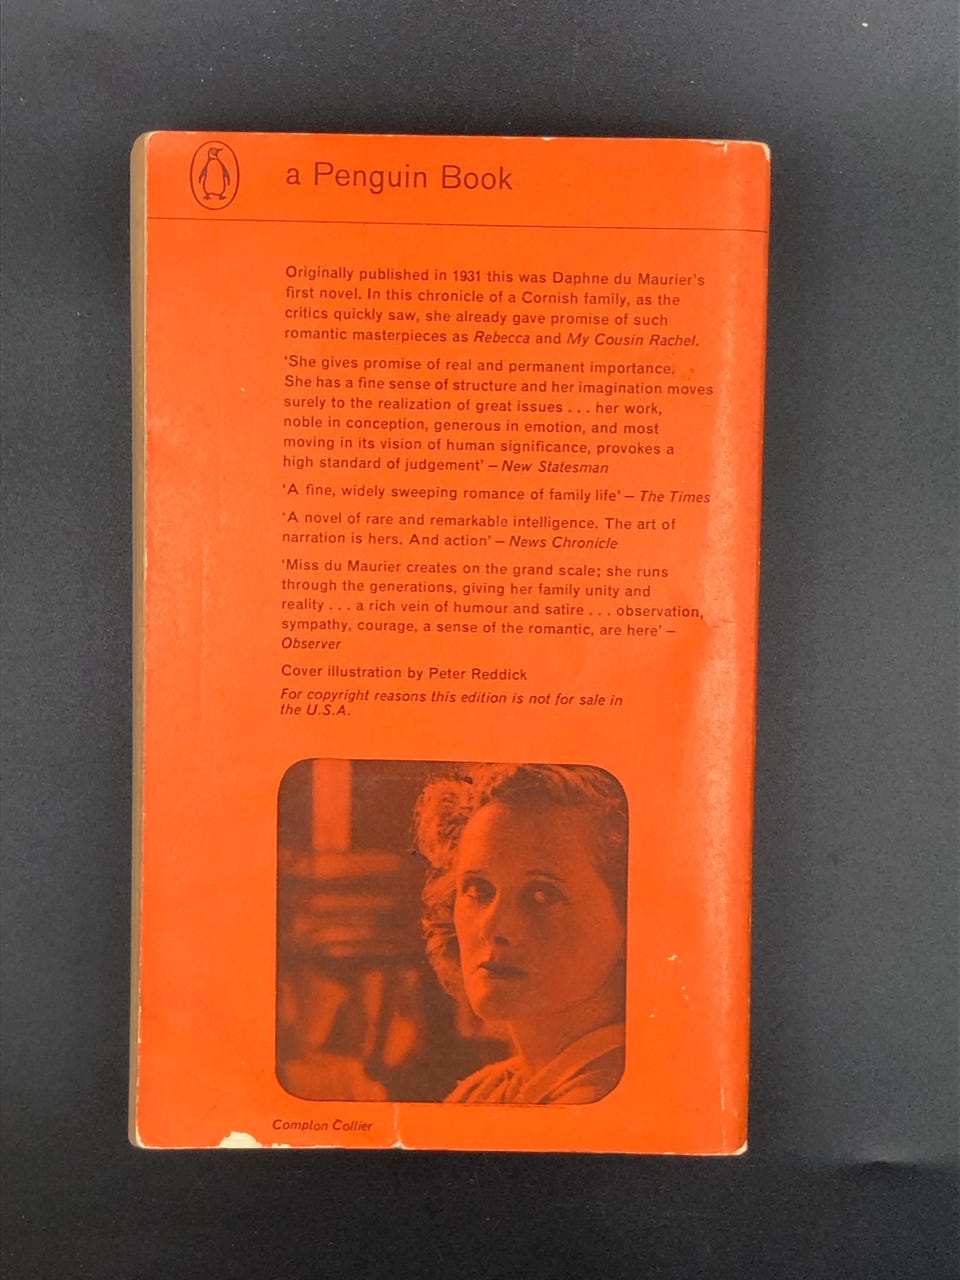 a Penguin Book
Originally published in 1931 this was Daphne du Maurier's
first novel. In this chronicle of a Cornish family, as the
critics quickly saw, she already gave promise of such
romantic masterpieces as Rebecca and My Cousin Rachel.
'She gives promise of real and permanent importance.
She has a fine sense of structure and her imagination moves
surely to the realization of great issues . . . her work,
noble in conception, generous in emotion, and most
moving in its vision of human significance, provokes a
high standard of judgement' – New Statesman
'A fine, widely sweeping romance of family life' – The Times
'A novel of rare and remarkable intelligence. The art of
narration is hers. And action' – News Chronicle
'Miss du Maurier creates on the grand scale; she runs
through the generations, giving her family unity and
reality . . . a rich vein of humour and satire . . . observation,
sympathy, courage, a sense of the romantic, are here' –
Observer
Cover illustration by Peter Reddick
For copyright reasons this edition is not for sale in
the U.S.A.
Compton Collier